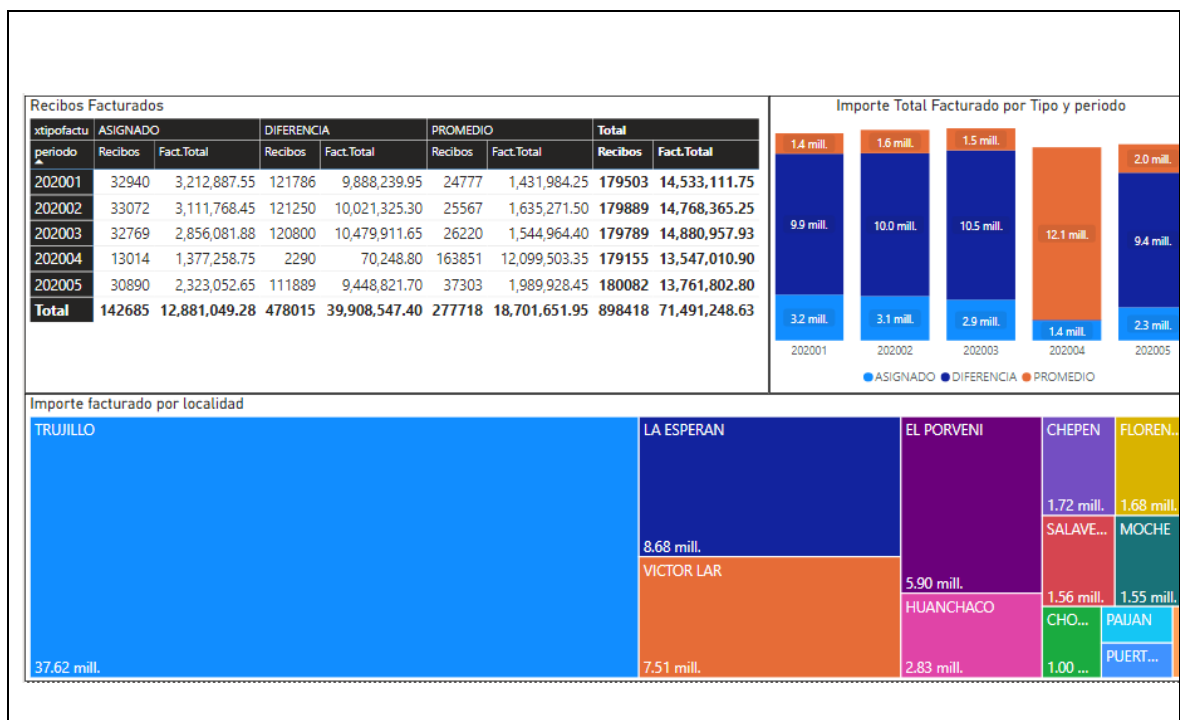 Recibos Facturados
xtipofactu ASIGNADO DIFERENCIA PROMEDIO Total
periodo Recibos Fact.Total Recibos Fact.Total Recibos Fact.Total Recibos Fact.Total
202001 32940 3,212,887.55 121786 9,888,239.95 24777 1,431,984.25 179503 14,533,111.75
202002 33072 3,111,768.45 121250 10,021,325.30 25567 1,635,271.50 179889 14,768,365.25
202003 32769 2,856,081.88 120800 10,479,911.65 26220 1,544,964.40 179789 14,880,957.93
202004 13014 1,377,258.75 2290 70,248.80 163851 12,099,503.35 179155 13,547,010.90
202005 30890 2,323,052.65 111889 9,448,821.70 37303 1,989,928.45 180082 13,761,802.80
Total 142685 12,881,049.28 478015 39,908,547.40 277718 18,701,651.95 898418 71,491,248.63
Importe Total Facturado por Tipo y periodo
1.4 mill. 1.6 mill. 1.5 mill. 2.0 mill.
9.9 mill. 10.0 mill. 10.5 mill. 12.1 mill. 9.4 mill.
3.2 mill. 3.1 mill. 2.9 mill. 1.4 mill. 2.3 mill.
202001 202002 202003 202004 202005
ASIGNADO DIFERENCIA PROMEDIO
Importe facturado por localidad
TRUJILLO
37.62 mill.
LA ESPERAN
8.68 mill.
VICTOR LAR
7.51 mill.
EL PORVENI
5.90 mill.
HUANCHACO
2.83 mill.
CHEPEN
1.72 mill.
FLOREN...
1.68 mill.
SALAVE...
1.56 mill.
MOCHE
1.55 mill.
CHO...
1.00 ...
PAIJAN
PUERT...